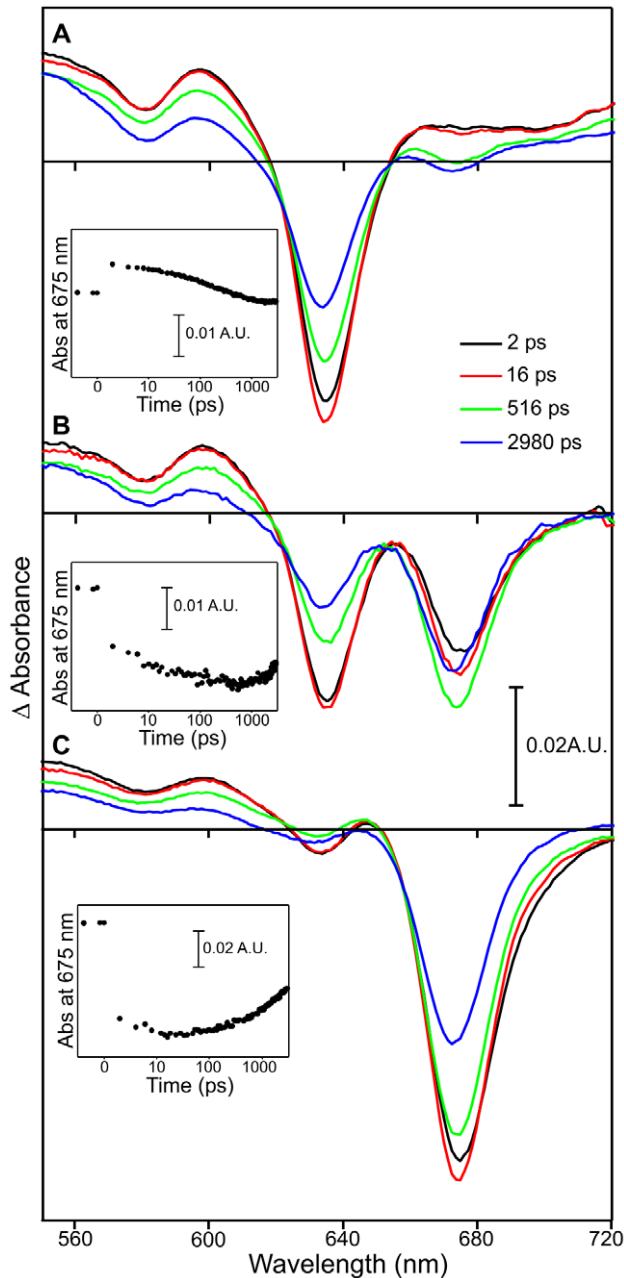 A
Abs at 675 nm
0.01 A.U.
0 10 100 1000
Time (ps)
2 ps
16 ps
516 ps
2980 ps
B
Abs at 675 nm
0.01 A.U.
0 10 100 1000
Time (ps)
Δ Absorbance
0.02A.U.
C
Abs at 675 nm
0.02 A.U.
0 10 100 1000
Time (ps)
560 600 640 680 720
Wavelength (nm)